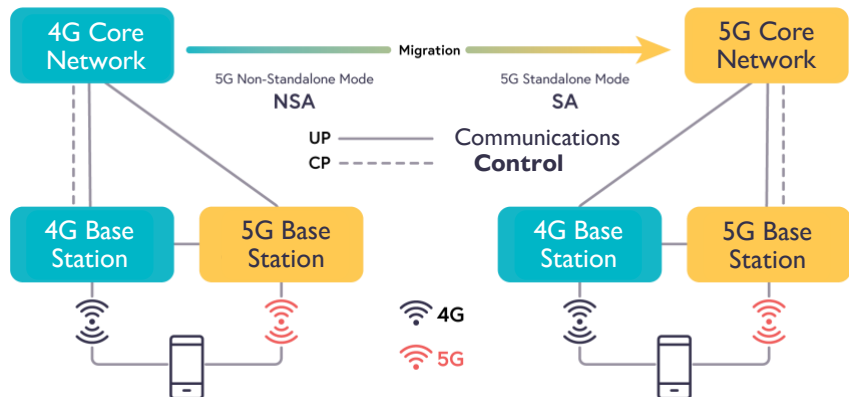 4G Core
Network
Migration
5G Core
Network
5G Non-Standalone Mode
NSA
5G Standalone Mode
SA
UP
Communications
CP
Control
4G Base
Station
5G Base
Station
4G Base
Station
5G Base
Station
4G
5G